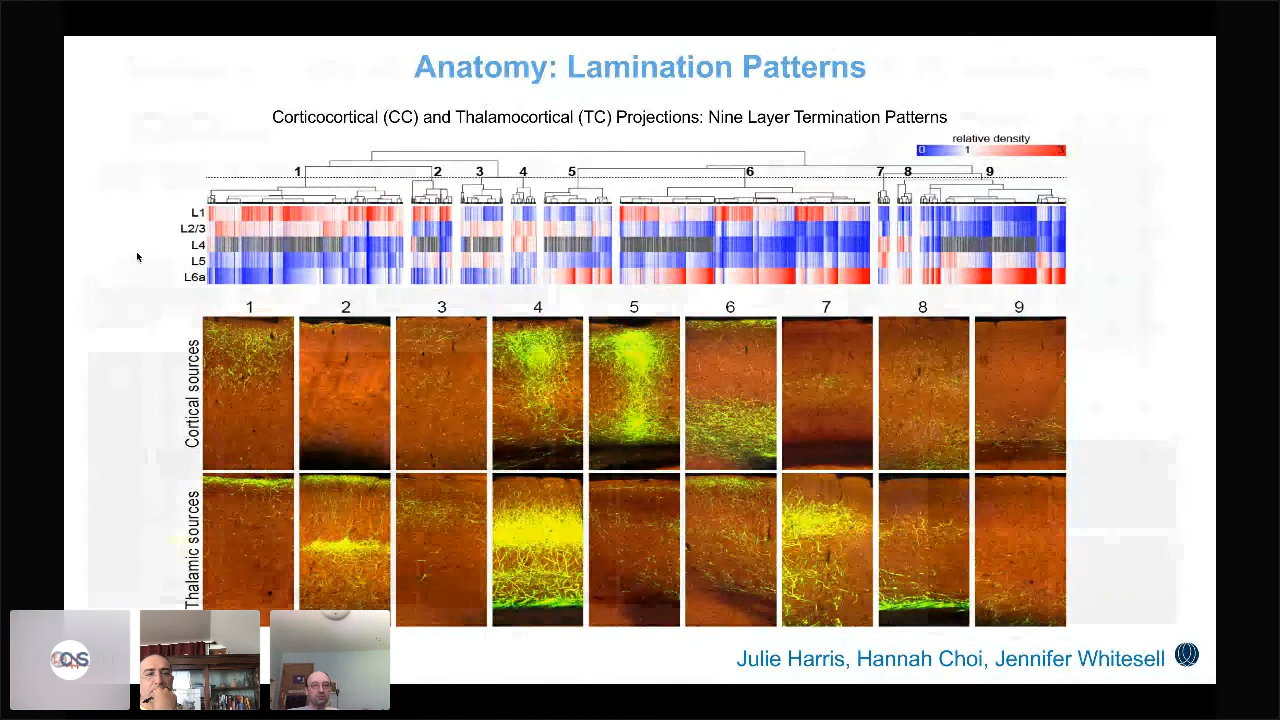 Anatomy: Lamination Patterns
Corticocortical (CC) and Thalamocortical (TC) Projections: Nine Layer Termination Patterns
relative density
0 1 3
1 2 3 4 5 6 7 8 9
L1
L2/3
L4
L5
L6a
1 2 3 4 5 6 7 8 9
Cortical sources
Thalamic sources
Julie Harris, Hannah Choi, Jennifer Whitesell